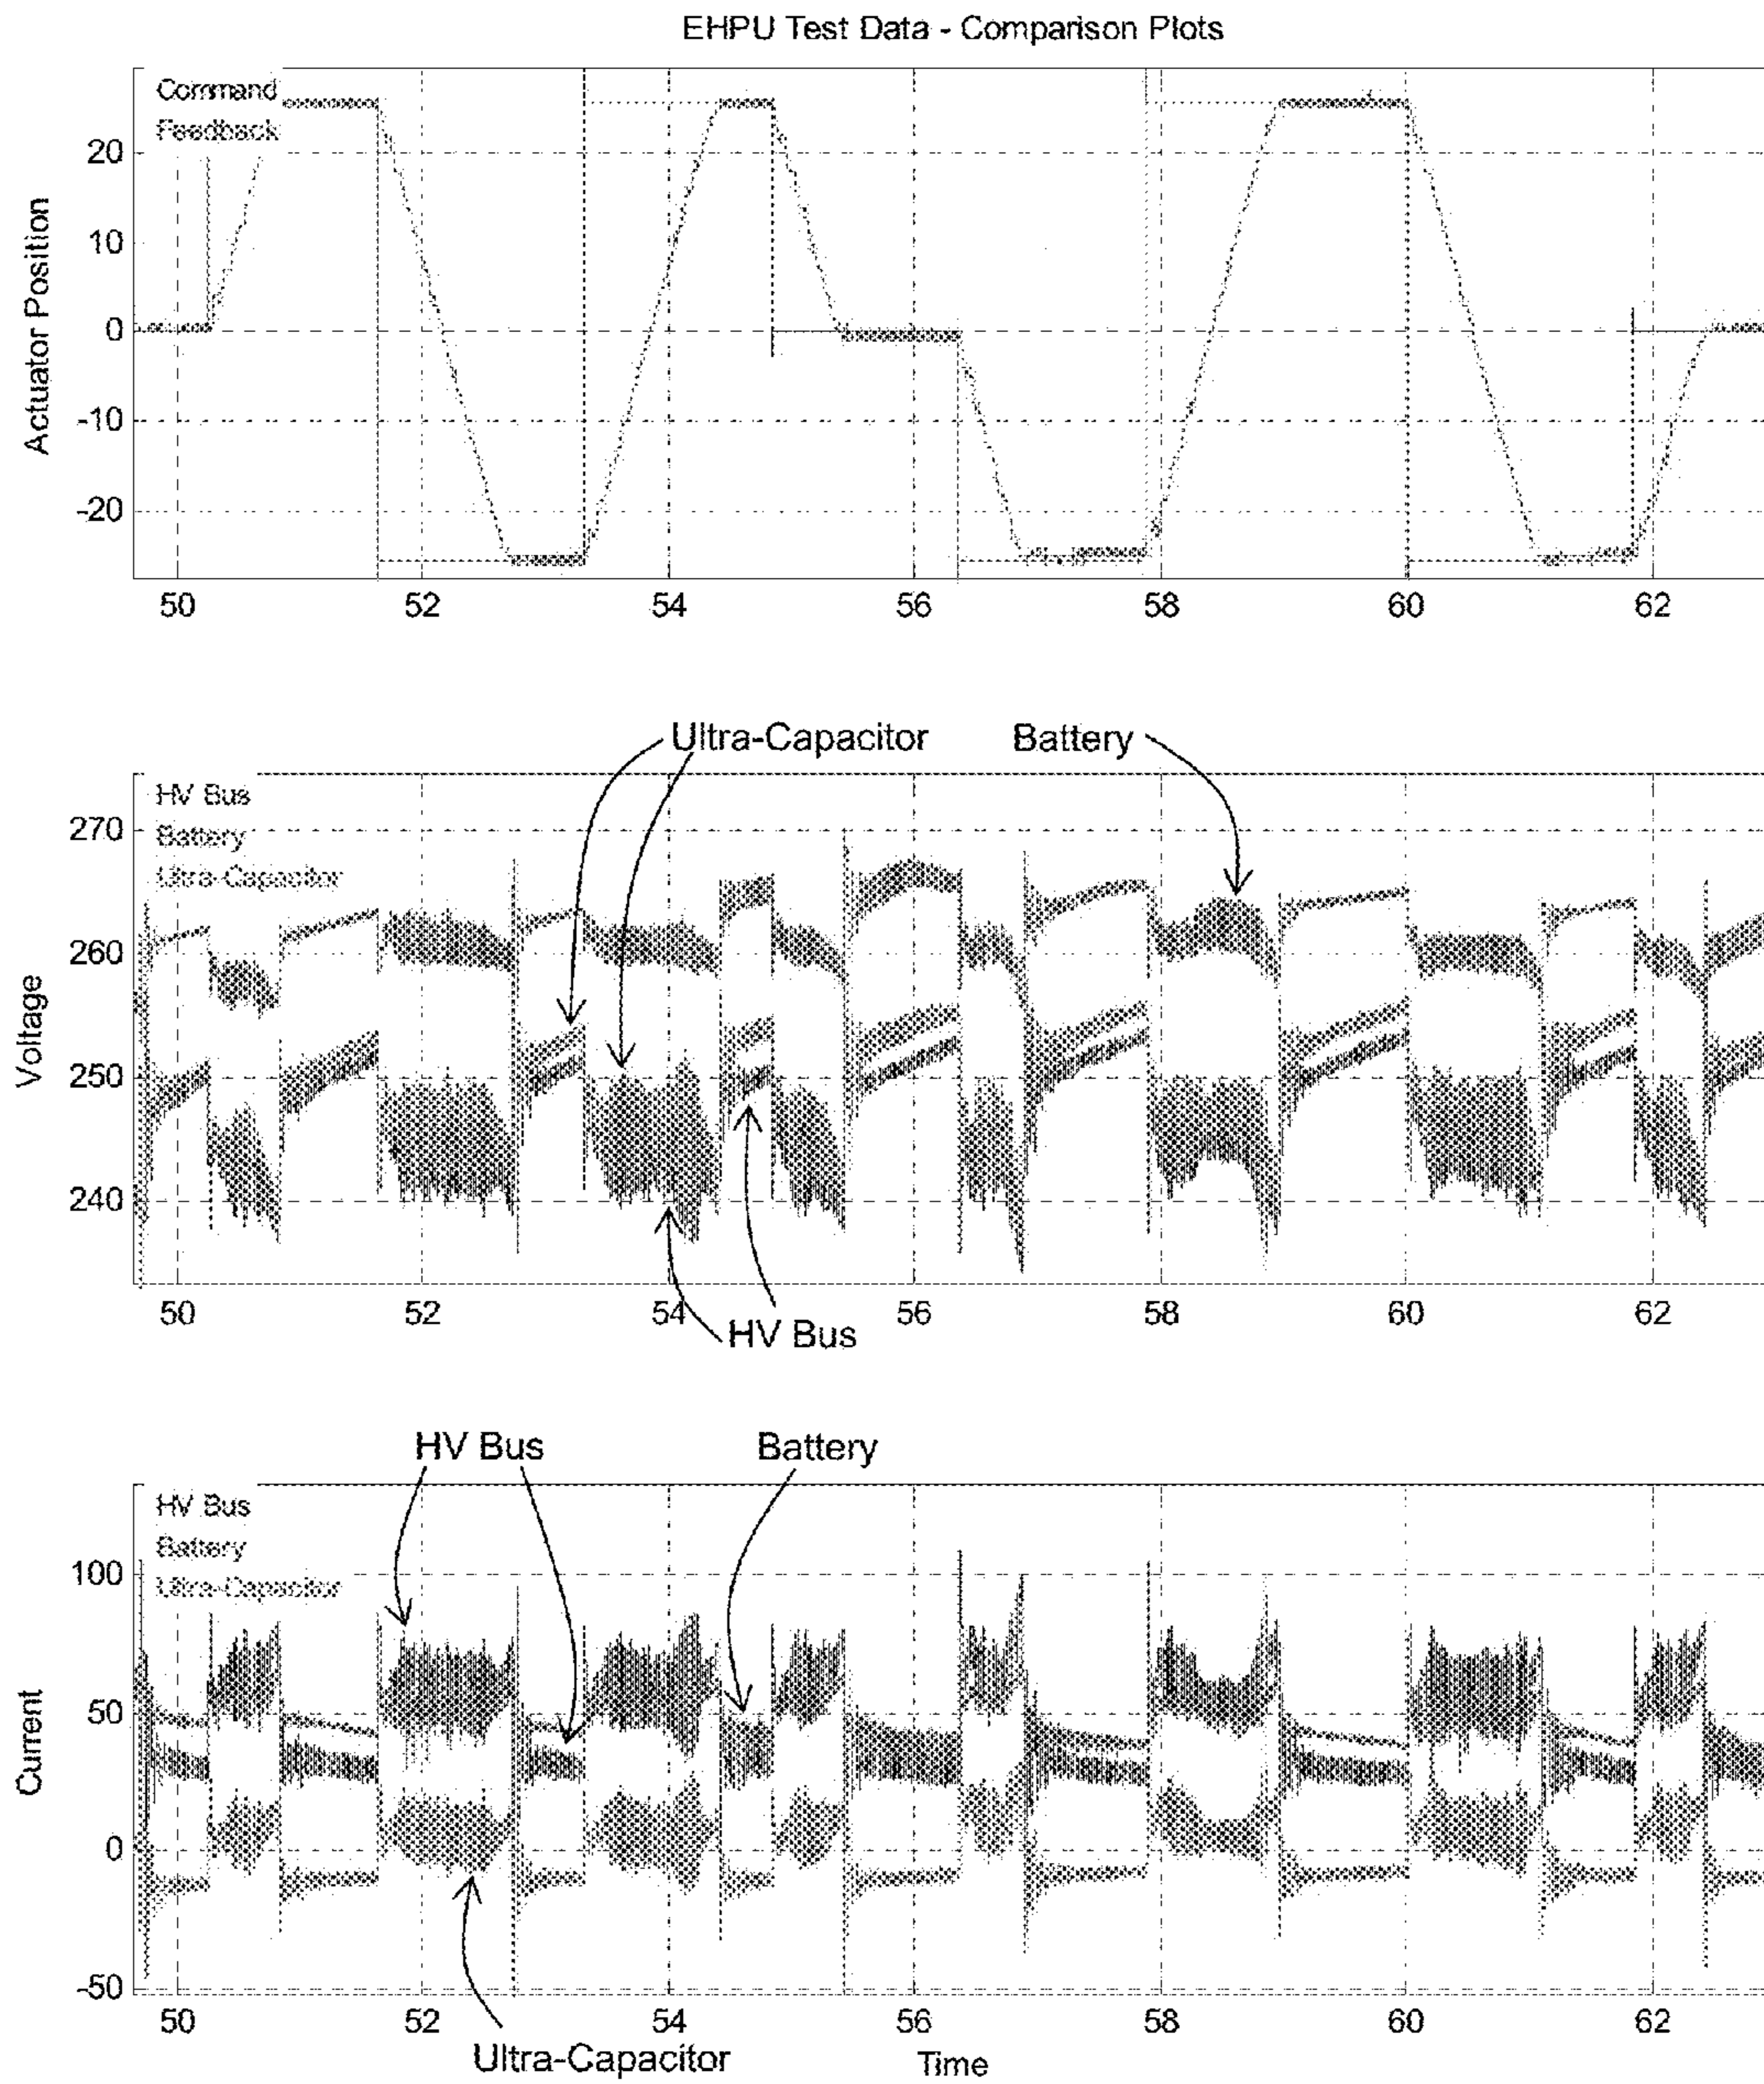 EHPU Test Data - Comparison Plots
Command
Feedback
20
10
0
-10
-20
Actuator Position
50 52 54 56 58 60 62
Ultra-Capacitor Battery
HV Bus
Battery
Ultra-Capacitor
270
260
250
240
Voltage
50 52 54 56 58 60 62
HV Bus
HV Bus Battery
HV Bus
Battery
Ultra-Capacitor
100
50
0
-50
Current
50 52 54 56 58 60 62
Ultra-Capacitor Time